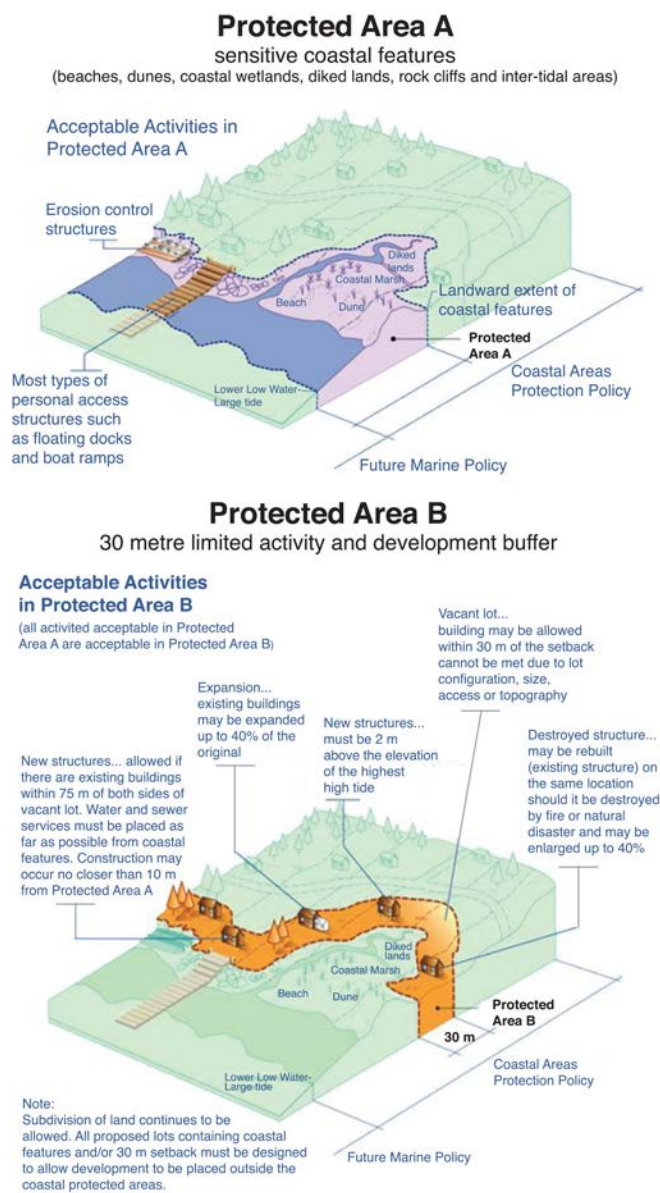 Protected Area A
sensitive coastal features
(beaches, dunes, coastal wetlands, diked lands, rock cliffs and inter-tidal areas)
Acceptable Activities in
Protected Area A
Erosion control
structures
Diked
lands
Coastal Marsh
Beach
Dune
Landward extent of
coastal features
Protected
Area A
Coastal Areas
Protection Policy
Most types of
personal access
structures such
as floating docks
and boat ramps
Lower Low Water-
Large tide
Future Marine Policy
Protected Area B
30 metre limited activity and development buffer
Acceptable Activities
in Protected Area B
(all activited acceptable in Protected
Area A are acceptable in Protected Area B)
Vacant lot...
building may be allowed
within 30 m of the setback
cannot be met due to lot
configuration, size,
access or topography
Expansion...
existing buildings
may be expanded
up to 40% of the
original
New structures...
must be 2 m
above the elevation
of the highest
high tide
Destroyed structure...
may be rebuilt
(existing structure) on
the same location
should it be destroyed
by fire or natural
disaster and may be
enlarged up to 40%
New structures... allowed if
there are existing buildings
within 75 m of both sides of
vacant lot. Water and sewer
services must be placed as
far as possible from coastal
features. Construction may
occur no closer than 10 m
from Protected Area A
Diked
lands
Coastal Marsh
Beach
Dune
Protected
Area B
30 m
Coastal Areas
Protection Policy
Lower Low Water-
Large tide
Future Marine Policy
Note:
Subdivision of land continues to be
allowed. All proposed lots containing coastal
features and/or 30 m setback must be designed
to allow development to be placed outside the
coastal protected areas.